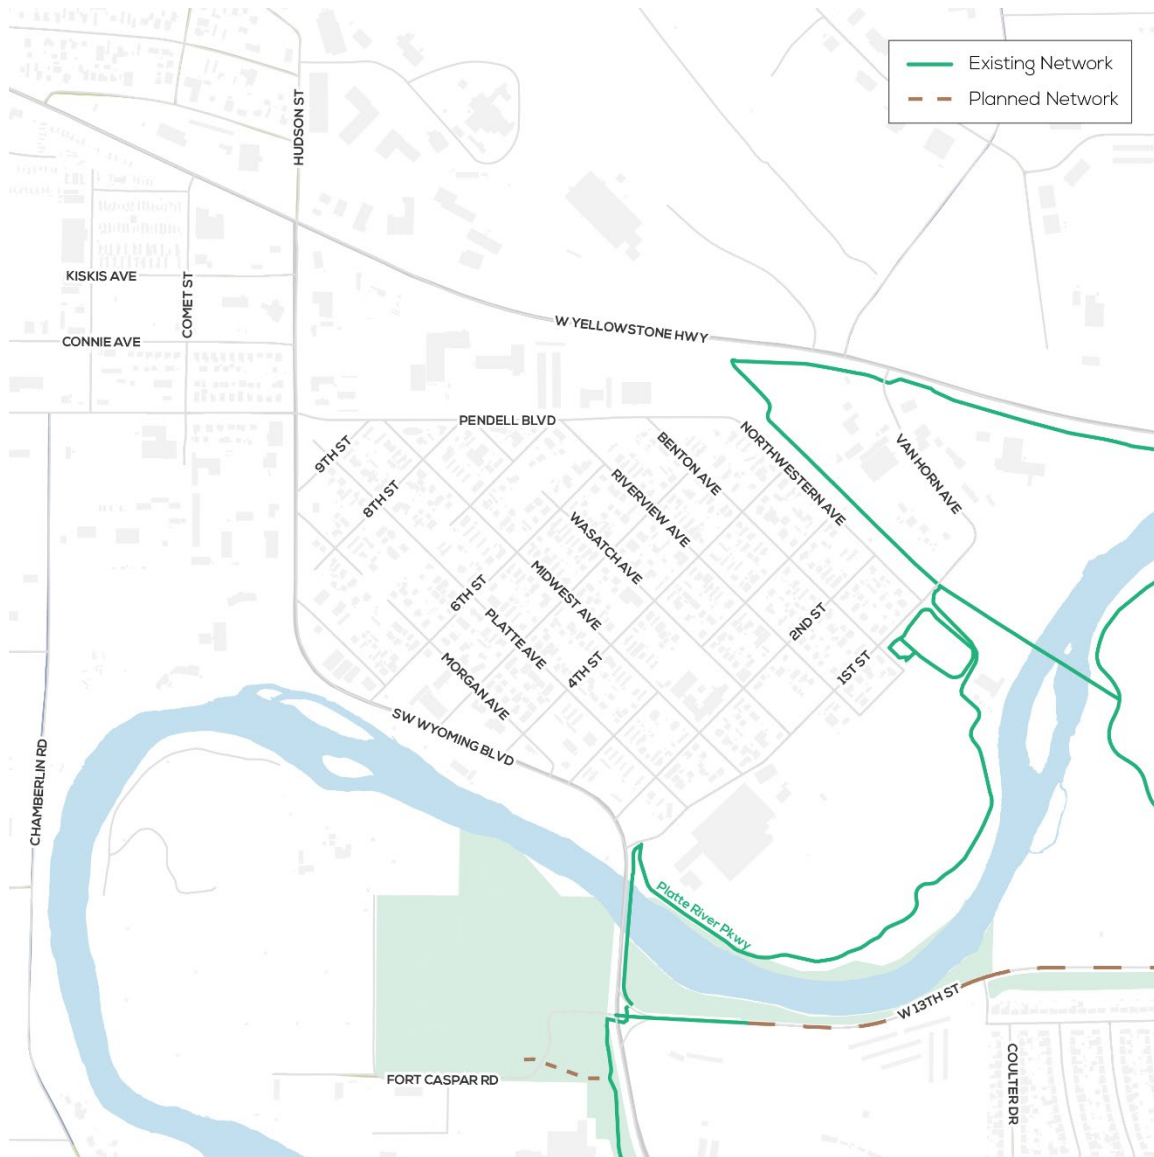 Existing Network
Planned Network
HUDSON ST
KISKIS AVE
COMET ST
CONNIE AVE
W YELLOWSTONE HWY
PENDELL BLVD
9TH ST
8TH ST
BENTON AVE
NORTHWESTERN AVE
VAN HORN AVE
RIVERVIEW AVE
WASATCH AVE
MIDWEST AVE
6TH ST
PLATTE AVE
2ND ST
4TH ST
1ST ST
MORGAN AVE
SW WYOMING BLVD
CHAMBERLIN RD
Platte River Pkwy
W 13TH ST
FORT CASPAR RD
COULTER DR